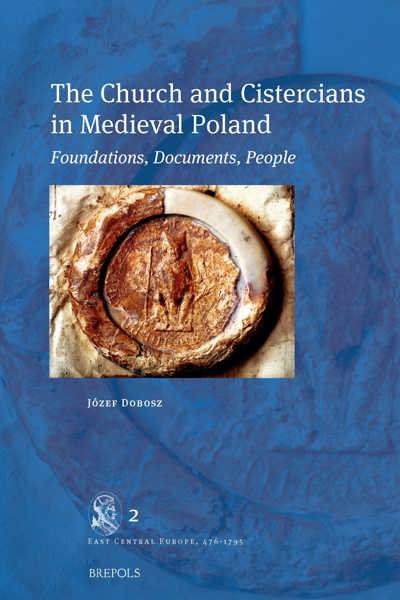 The Church and Cistercians
in Medieval Poland
Foundations, Documents, People
Józef Dobosz
2
East Central Europe, 476-1795
BREPOLS